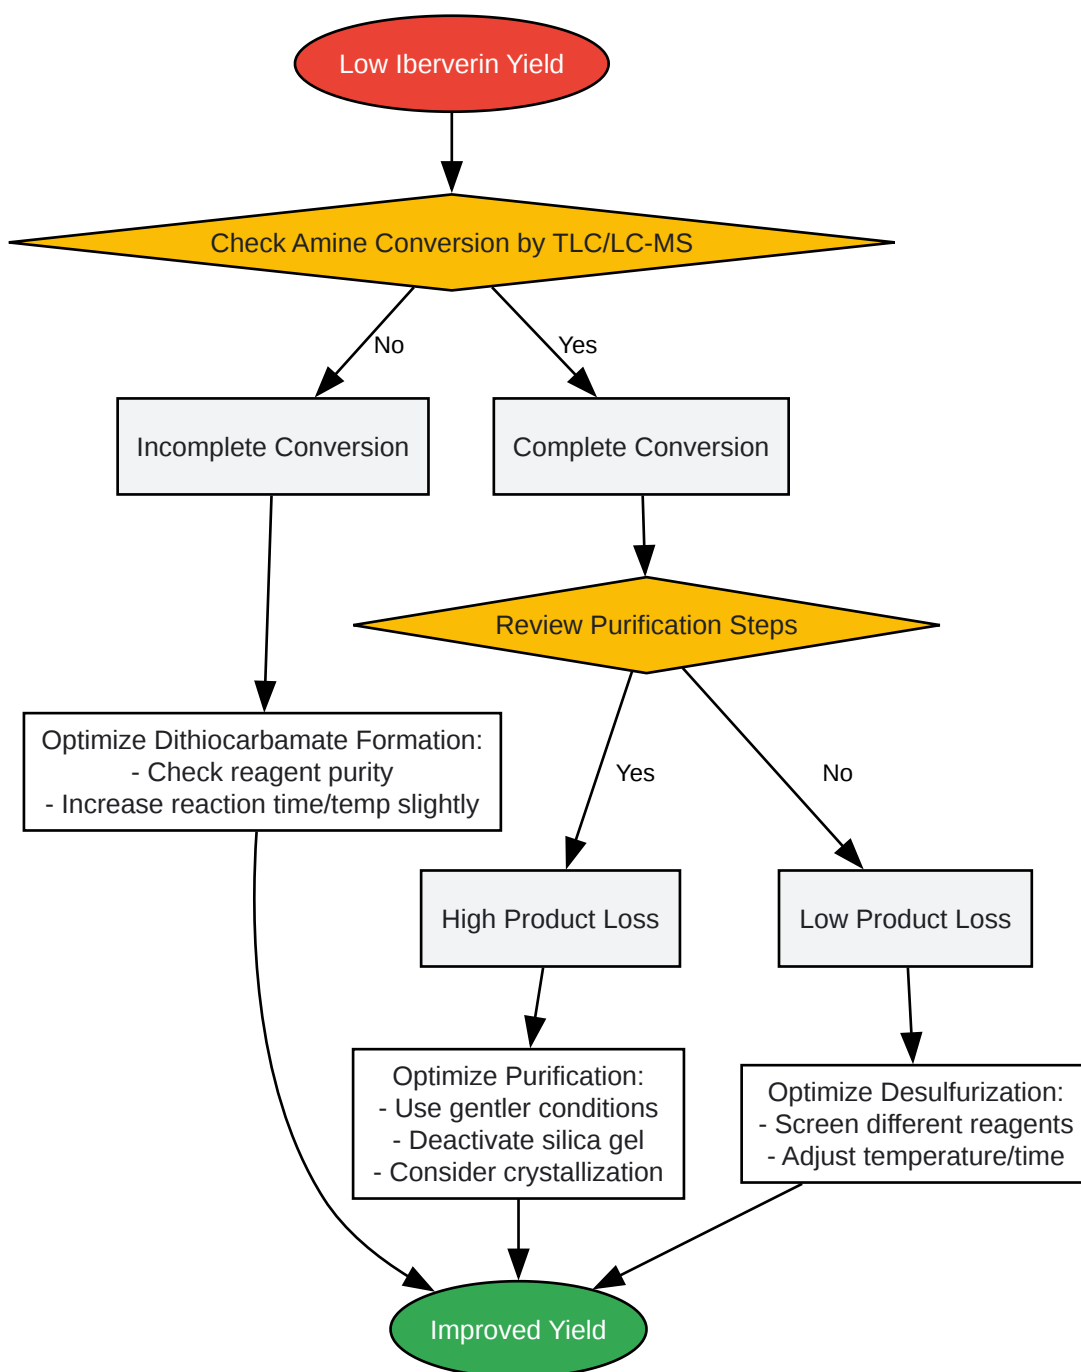 Low Iberverin Yield
Check Amine Conversion by TLC/LC-MS
No
Yes
Incomplete Conversion
Complete Conversion
Review Purification Steps
Optimize Dithiocarbamate Formation:
- Check reagent purity
- Increase reaction time/temp slightly
Yes
No
High Product Loss
Low Product Loss
Optimize Purification:
- Use gentler conditions
- Deactivate silica gel
- Consider crystallization
Optimize Desulfurization:
- Screen different reagents
- Adjust temperature/time
Improved Yield